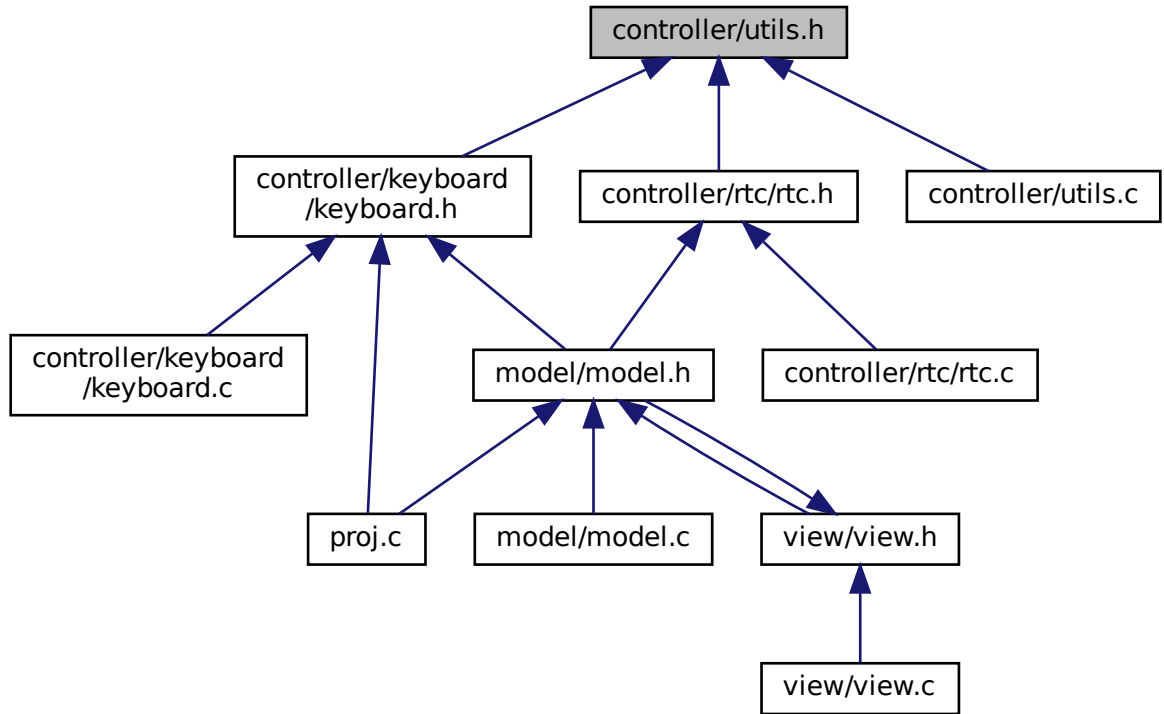 controller/utils.h
controller/keyboard
/keyboard.h
controller/rtc/rtc.h
controller/utils.c
controller/keyboard
/keyboard.c
model/model.h
controller/rtc/rtc.c
proj.c
model/model.c
view/view.h
view/view.c